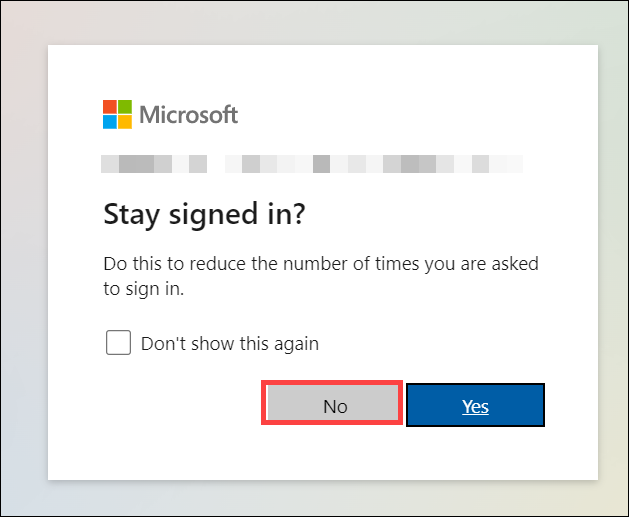 Microsoft
Stay signed in?
Do this to reduce the number of times you are asked
to sign in.
Don't show this again
No
Yes